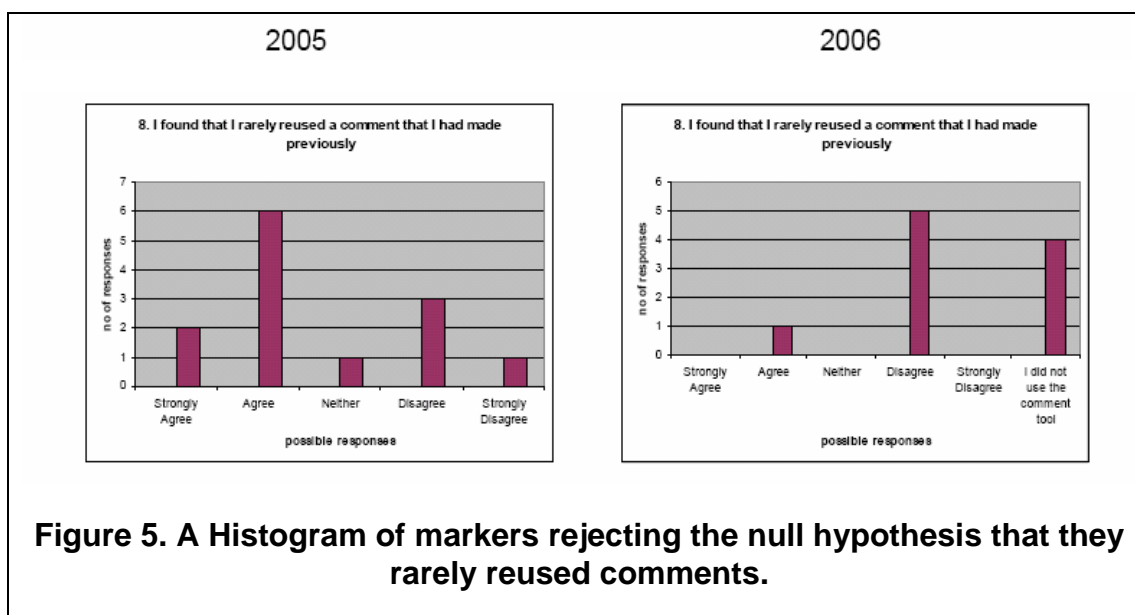 2005
2006
8. I found that I rarely reused a comment that I had made
previously
no of responses
7
6
5
4
3
2
1
0
Strongly
Agree
Agree
Neither
Disagree
Strongly
Disagree
possible responses
8. I found that I rarely reused a comment that I had made
previously
no of responses
6
5
4
3
2
1
0
Strongly
Agree
Agree
Neither
Disagree
Strongly
Disagree
I did not
use the
comment
tool
possible responses
Figure 5. A Histogram of markers rejecting the null hypothesis that they
rarely reused comments.